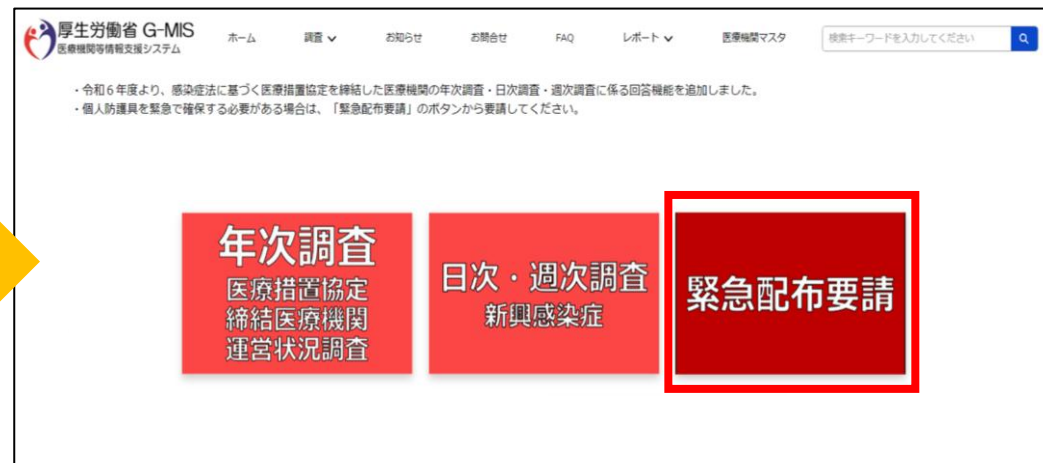 厚生労働省 G-MIS
医療機関等情報支援システム
ホーム
調査
お知らせ
お問合せ
FAQ
レポート
医療機関マスタ
検索キーワードを入力してください
・令和6年度より、感染症法に基づく医療措置協定を締結した医療機関の年次調査・日次調査・週次調査に係る回答機能を追加しました。
・個人防護具を緊急で確保する必要がある場合は、「緊急配布要請」のボタンから要請してください。
年次調査
医療措置協定
締結医療機関
運営状況調査
日次・週次調査
新興感染症
緊急配布要請